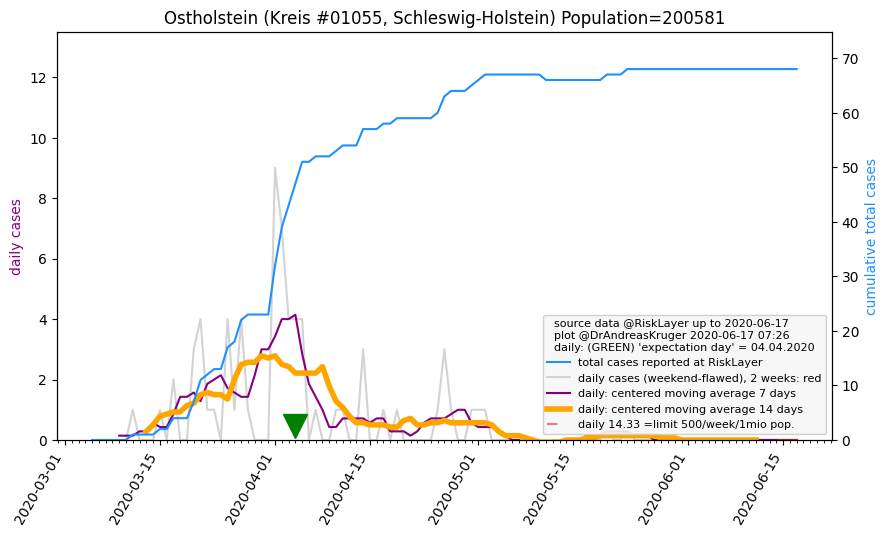 Ostholstein (Kreis #01055, Schleswig-Holstein) Population=200581
daily cases
12
10
8
6
4
2
0
70
60
50
40
30
20
10
0
cumulative total cases
source data @RiskLayer up to 2020-06-17
plot @DrAndreasKruger 2020-06-17 07:26
daily: (GREEN) 'expectation day' = 04.04.2020
total cases reported at RiskLayer
daily cases (weekend-flawed), 2 weeks: red
daily: centered moving average 7 days
daily: centered moving average 14 days
daily 14.33 =limit 500/week/1mio pop.
2020-03-01
2020-03-15
2020-04-01
2020-04-15
2020-05-01
2020-05-15
2020-06-01
2020-06-15